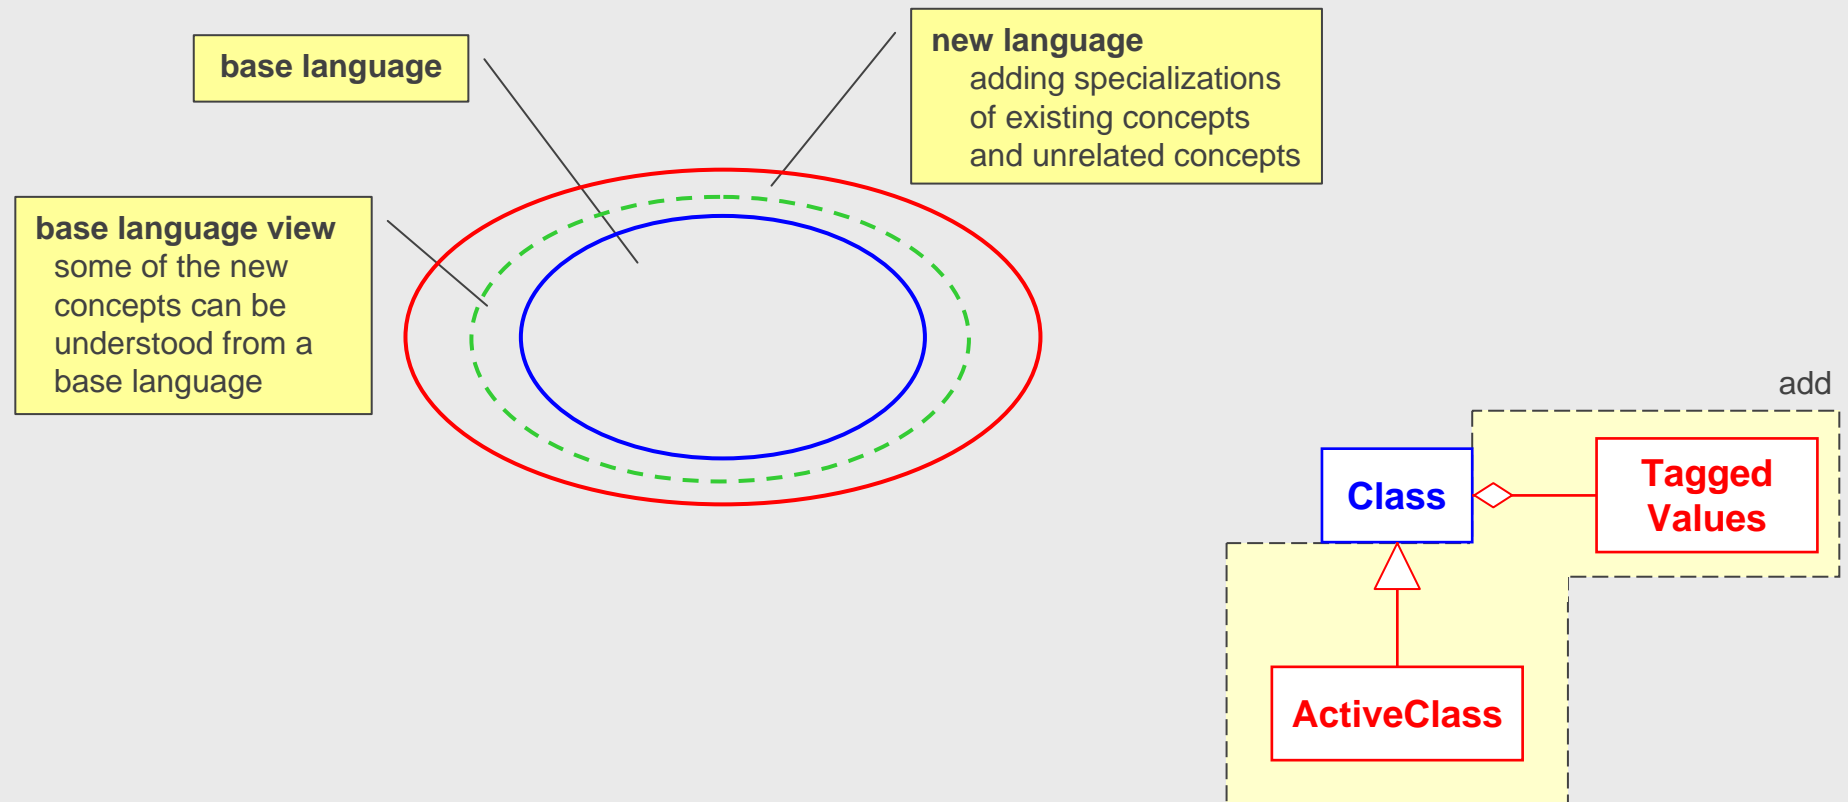 base language
new language
adding specializations
of existing concepts
and unrelated concepts
base language view
some of the new
concepts can be
understood from a
base language
add
Class
Tagged
Values
ActiveClass